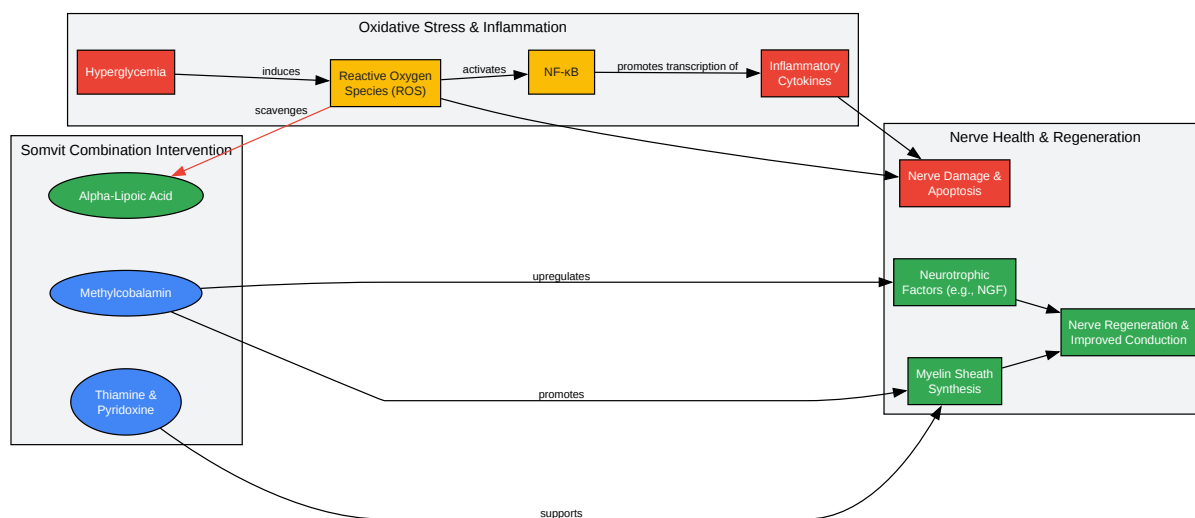 Oxidative Stress & Inflammation
Hyperglycemia
induces
Reactive Oxygen
Species (ROS)
activates
NF-κB
promotes transcription of
Inflammatory
Cytokines
scavenges
Somvit Combination Intervention
Alpha-Lipoic Acid
Methylcobalamin
Thiamine &
Pyridoxine
upregulates
promotes
supports
Nerve Health & Regeneration
Nerve Damage &
Apoptosis
Neurotrophic
Factors (e.g., NGF)
Nerve Regeneration &
Improved Conduction
Myelin Sheath
Synthesis